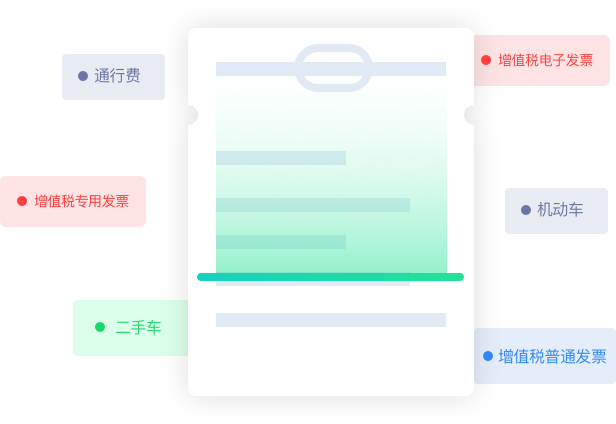 通行费
增值税电子发票
增值税专用发票
机动车
二手车
增值税普通发票